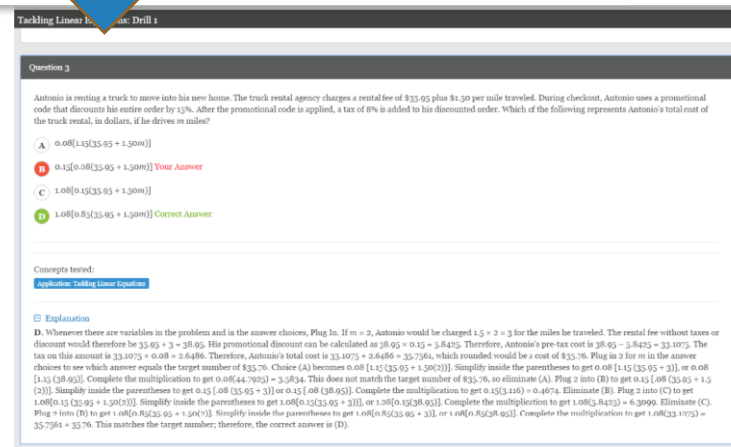 Tackling Linear E ns: Drill 1
Question 3
Antonio is renting a truck to move into his new home. The truck rental agency charges a rental fee of $35.95 plus $1.50 per mile traveled. During checkout, Antonio uses a promotional
code that discounts his entire order by 15%. After the promotional code is applied, a tax of 8% is added to his discounted order. Which of the following represents Antonio's total cost of
the truck rental, in dollars, if he drives m miles?
A 0.08[1.15(35.95 + 1.50m)]
B 0.15[0.08(35.95 + 1.50m)] Your Answer
C 1.08[0.15(35.95 + 1.50m)]
D 1.08[0.85(35.95 + 1.50m)] Correct Answer
Concepts tested:
Application: Tackling Linear Equations
Explanation
D. Whenever there are variables in the problem and in the answer choices, Plug In. If m = 2, Antonio would be charged 1.5 × 2 = 3 for the miles he traveled. The rental fee without taxes or
discount would therefore be 35.95 + 3 = 38.95. His promotional discount can be calculated as 38.95 × 0.15 = 5.8425. Therefore, Antonio's pre-tax cost is 38.95 − 5.8425 = 33.1075. The
tax on this amount is 33.1075 × 0.08 = 2.6486. Therefore, Antonio's total cost is 33.1075 + 2.6486 = 35.7561, which rounded would be a cost of $35.76. Plug in 2 for m in the answer
choices to see which answer equals the target number of $35.76. Choice (A) becomes 0.08 [1.15 (35.95 + 1.50(2))]. Simplify inside the parentheses to get 0.08 [1.15 (35.95 + 3)], or 0.08
[1.15 (38.95)]. Complete the multiplication to get 0.08(44.7925) = 3.5834. This does not match the target number of $35.76, so eliminate (A). Plug 2 into (B) to get 0.15 [.08 (35.95 + 1.5
(2))]. Simplify inside the parentheses to get 0.15 [.08 (35.95 + 3)] or 0.15 [.08 (38.95)]. Complete the multiplication to get 0.15(3.116) = 0.4674. Eliminate (B). Plug 2 into (C) to get
1.08[0.15 (35.95 + 1.50(2))]. Simplify inside the parentheses to get 1.08[0.15(35.95 + 3))], or 1.08[0.15(38.95)]. Complete the multiplication to get 1.08(5.8425) = 6.3099. Eliminate (C).
Plug 2 into (D) to get 1.08[0.85(35.95 + 1.50(2)]. Simplify inside the parentheses to get 1.08[0.85(35.95 + 3)], or 1.08[0.85(38.95)]. Complete the multiplication to get 1.08(33.1075) =
35.7561 = 35.76. This matches the target number; therefore, the correct answer is (D).